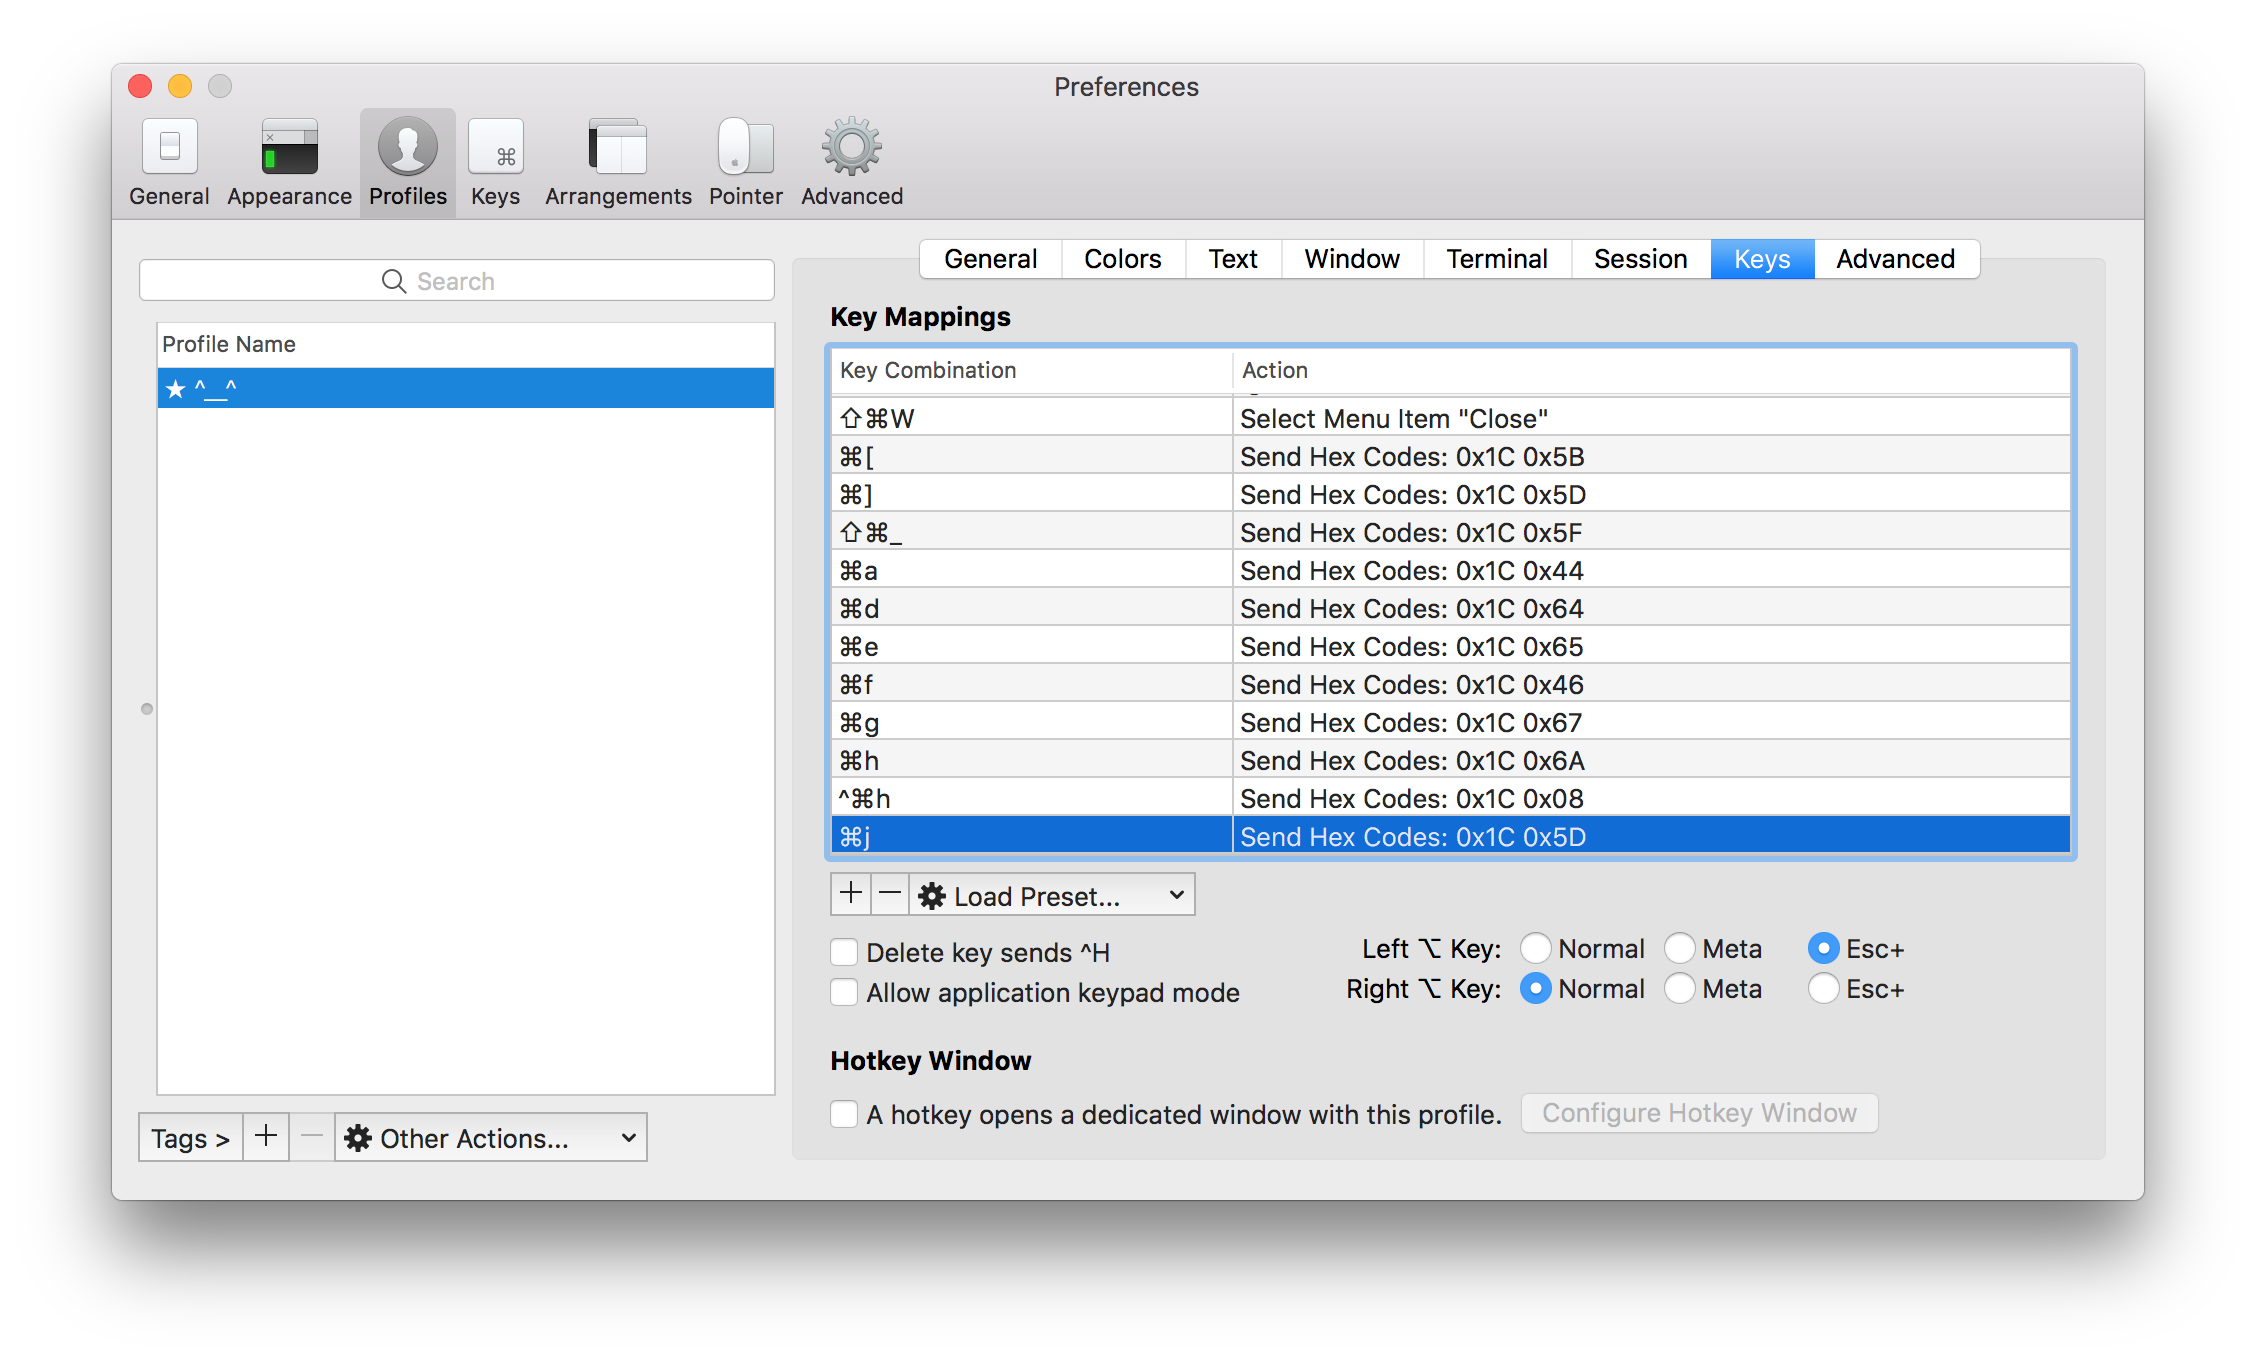 Preferences
General Appearance Profiles Keys Arrangements Pointer Advanced
Search
Profile Name
★ ^__^
General Colors Text Window Terminal Session Keys Advanced
Key Mappings
Key Combination Action
⇧⌘W Select Menu Item "Close"
⌘[ Send Hex Codes: 0x1C 0x5B
⌘] Send Hex Codes: 0x1C 0x5D
⇧⌘_ Send Hex Codes: 0x1C 0x5F
⌘a Send Hex Codes: 0x1C 0x44
⌘d Send Hex Codes: 0x1C 0x64
⌘e Send Hex Codes: 0x1C 0x65
⌘f Send Hex Codes: 0x1C 0x46
⌘g Send Hex Codes: 0x1C 0x67
⌘h Send Hex Codes: 0x1C 0x6A
^⌘h Send Hex Codes: 0x1C 0x08
⌘j Send Hex Codes: 0x1C 0x5D
+ − Load Preset...
Delete key sends ^H
Allow application keypad mode
Left ⌥ Key: Normal Meta Esc+
Right ⌥ Key: Normal Meta Esc+
Hotkey Window
A hotkey opens a dedicated window with this profile. Configure Hotkey Window
Tags > + − Other Actions...